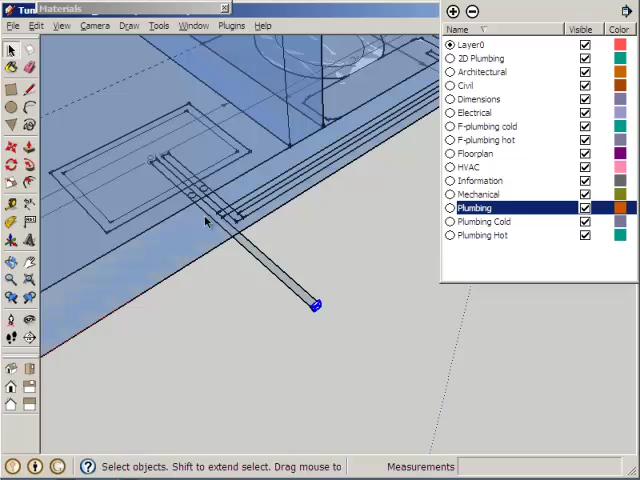 Tun
Materials
File Edit View Camera Draw Tools Window Plugins Help
Name Visible Color
Layer0
2D Plumbing
Architectural
Civil
Dimensions
Electrical
F-plumbing cold
F-plumbing hot
Floorplan
HVAC
Information
Mechanical
Plumbing
Plumbing Cold
Plumbing Hot
Select objects. Shift to extend select. Drag mouse to
Measurements